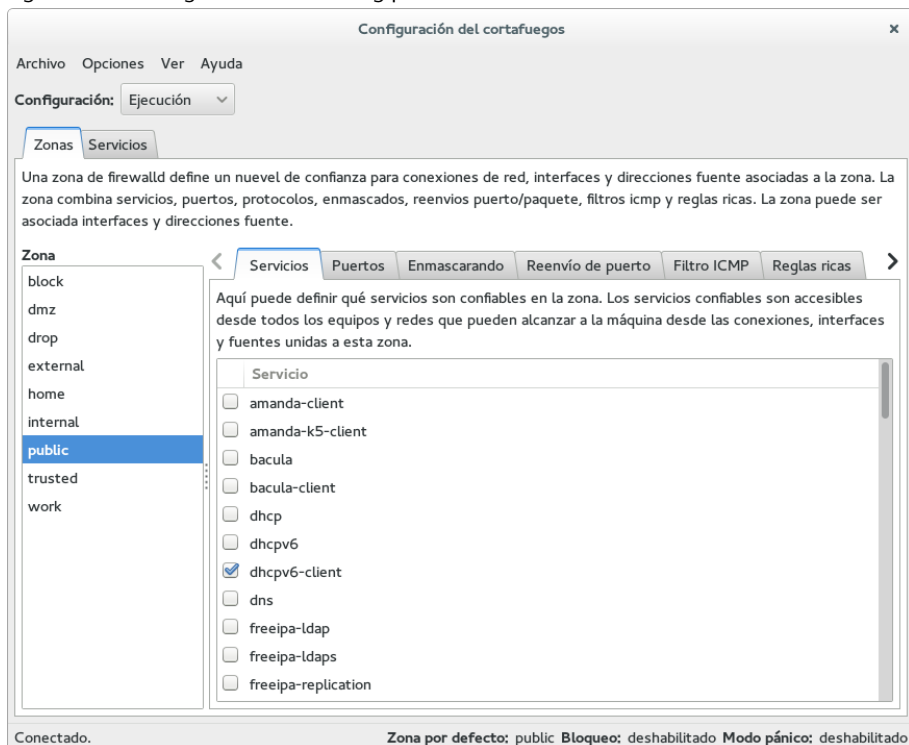 Configuración del cortafuegos
Archivo Opciones Ver Ayuda
Configuración: Ejecución
Zonas Servicios
Una zona de firewalld define un nuevel de confianza para conexiones de red, interfaces y direcciones fuente asociadas a la zona. La
zona combina servicios, puertos, protocolos, enmascados, reenvios puerto/paquete, filtros icmp y reglas ricas. La zona puede ser
asociada interfaces y direcciones fuente.
Zona
block
dmz
drop
external
home
internal
public
trusted
work
Servicios Puertos Enmascarando Reenvío de puerto Filtro ICMP Reglas ricas
Aquí puede definir qué servicios son confiables en la zona. Los servicios confiables son accesibles
desde todos los equipos y redes que pueden alcanzar a la máquina desde las conexiones, interfaces
y fuentes unidas a esta zona.
Servicio
amanda-client
amanda-k5-client
bacula
bacula-client
dhcp
dhcpv6
dhcpv6-client
dns
freeipa-ldap
freeipa-ldaps
freeipa-replication
Conectado.
Zona por defecto: public Bloqueo: deshabilitado Modo pánico: deshabilitado